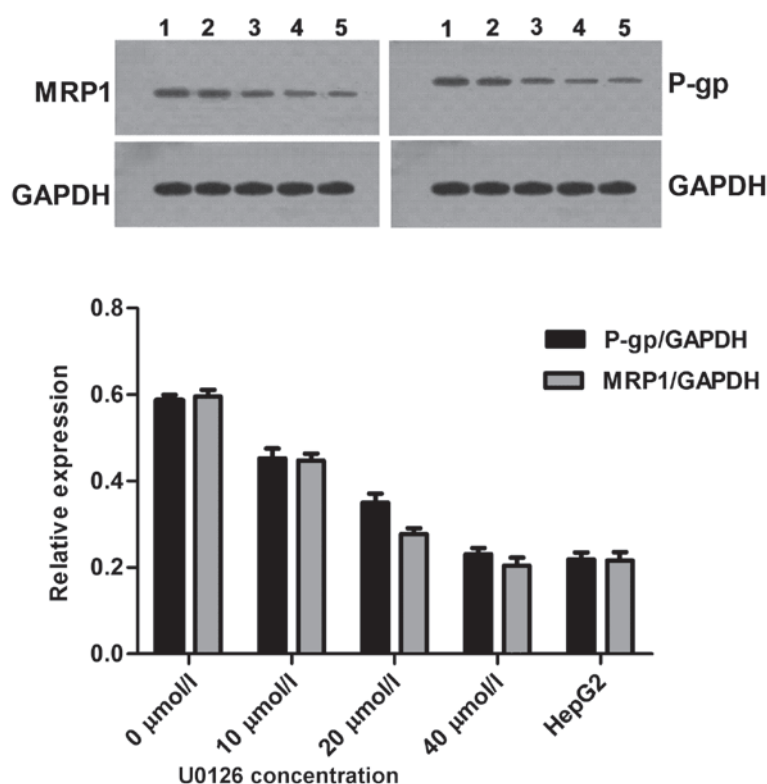 1 2 3 4 5
1 2 3 4 5
MRP1
P-gp
GAPDH
GAPDH
0.8
0.6
0.4
0.2
0.0
Relative expression
P-gp/GAPDH
MRP1/GAPDH
0 μmol/l
10 μmol/l
20 μmol/l
40 μmol/l
HepG2
U0126 concentration